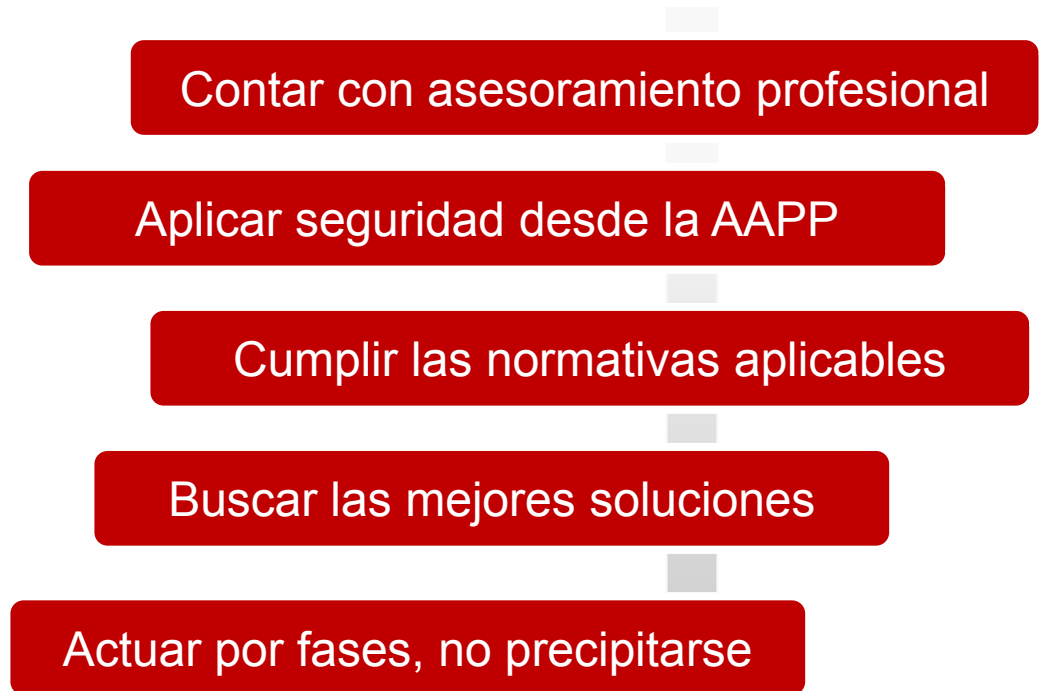 Contar con asesoramiento profesional
Aplicar seguridad desde la AAPP
Cumplir las normativas aplicables
Buscar las mejores soluciones
Actuar por fases, no precipitarse